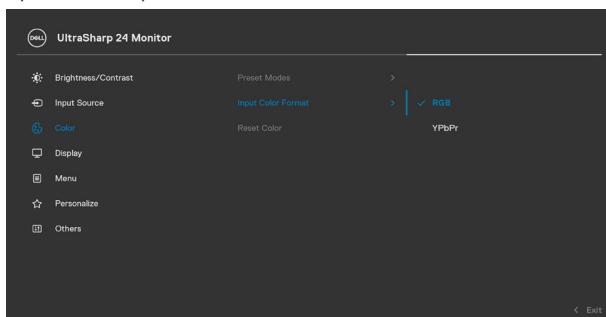 DELL UltraSharp 24 Monitor
Brightness/Contrast Preset Modes >
Input Source Input Color Format > ✓ RGB
Color Reset Color YPbPr
Display
Menu
Personalize
Others
< Exit